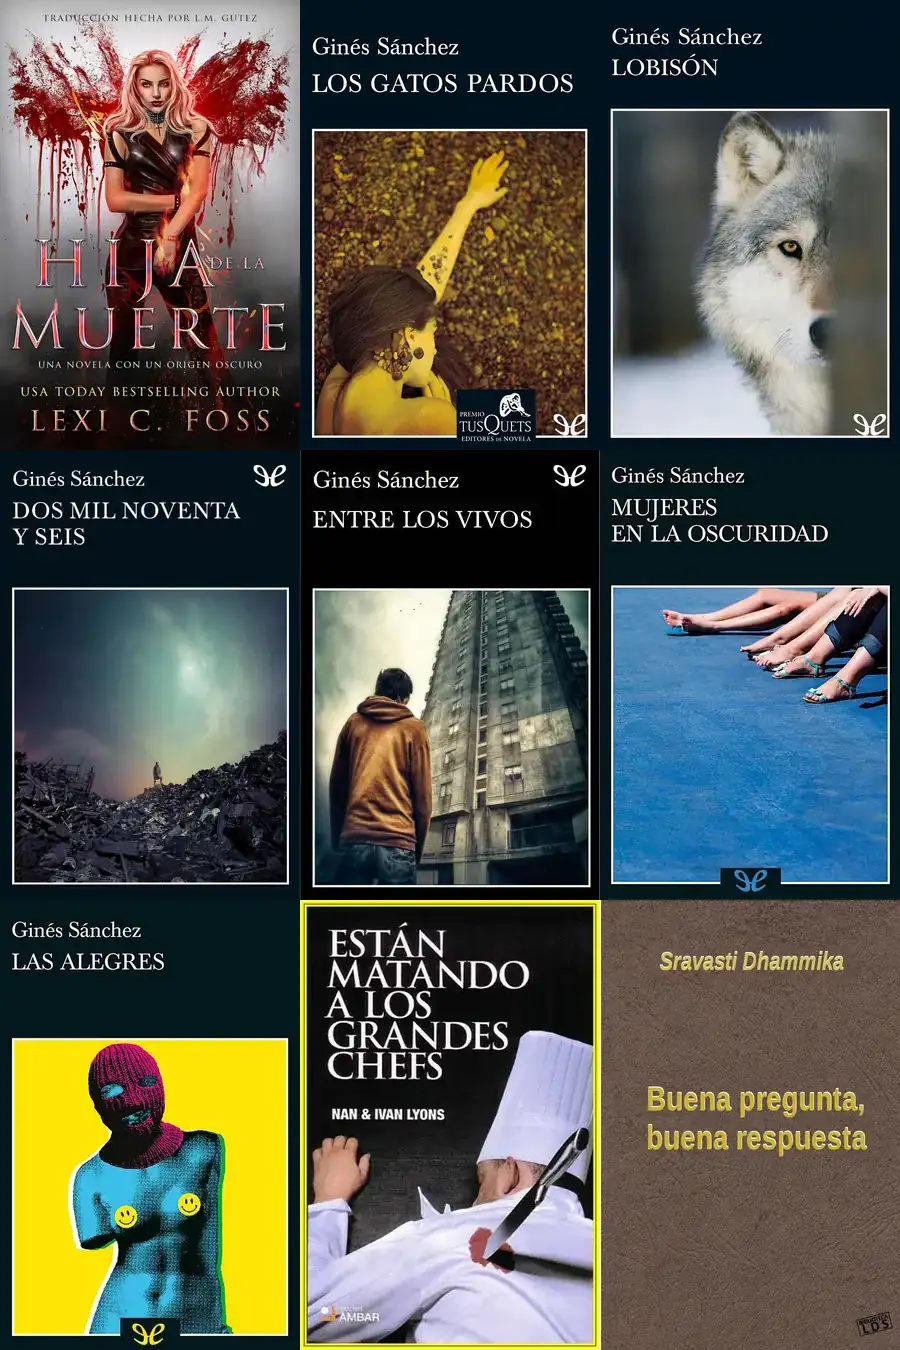 TRADUCCIÓN HECHA POR L.M. GUTEZ
HIJA DE LA
MUERTE
UNA NOVELA CON UN ORIGEN OSCURO
USA TODAY BESTSELLING AUTHOR
LEXI C. FOSS
Ginés Sánchez
LOS GATOS PARDOS
PREMIO
TUSQUETS
EDITORES DE NOVELA
Ginés Sánchez
LOBISÓN
Ginés Sánchez
DOS MIL NOVENTA
Y SEIS
Ginés Sánchez
ENTRE LOS VIVOS
Ginés Sánchez
MUJERES
EN LA OSCURIDAD
Ginés Sánchez
LAS ALEGRES
ESTÁN
MATANDO
A LOS
GRANDES
CHEFS
NAN & IVAN LYONS
ÁMBAR
Sravasti Dhammika
Buena pregunta,
buena respuesta
BIBLIOTECA
LDS